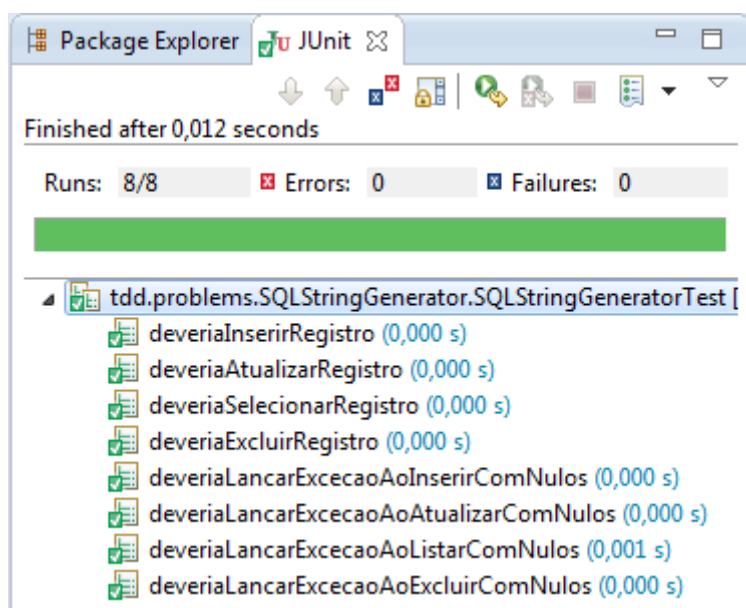 Package Explorer JUnit
Finished after 0,012 seconds
Runs: 8/8 Errors: 0 Failures: 0
tdd.problems.SQLStringGenerator.SQLStringGeneratorTest [
deveriaInserirRegistro (0,000 s)
deveriaAtualizarRegistro (0,000 s)
deveriaSelecionarRegistro (0,000 s)
deveriaExcluirRegistro (0,000 s)
deveriaLancarExcecaoAoInserirComNulos (0,000 s)
deveriaLancarExcecaoAoAtualizarComNulos (0,000 s)
deveriaLancarExcecaoAoListarComNulos (0,001 s)
deveriaLancarExcecaoAoExcluirComNulos (0,000 s)